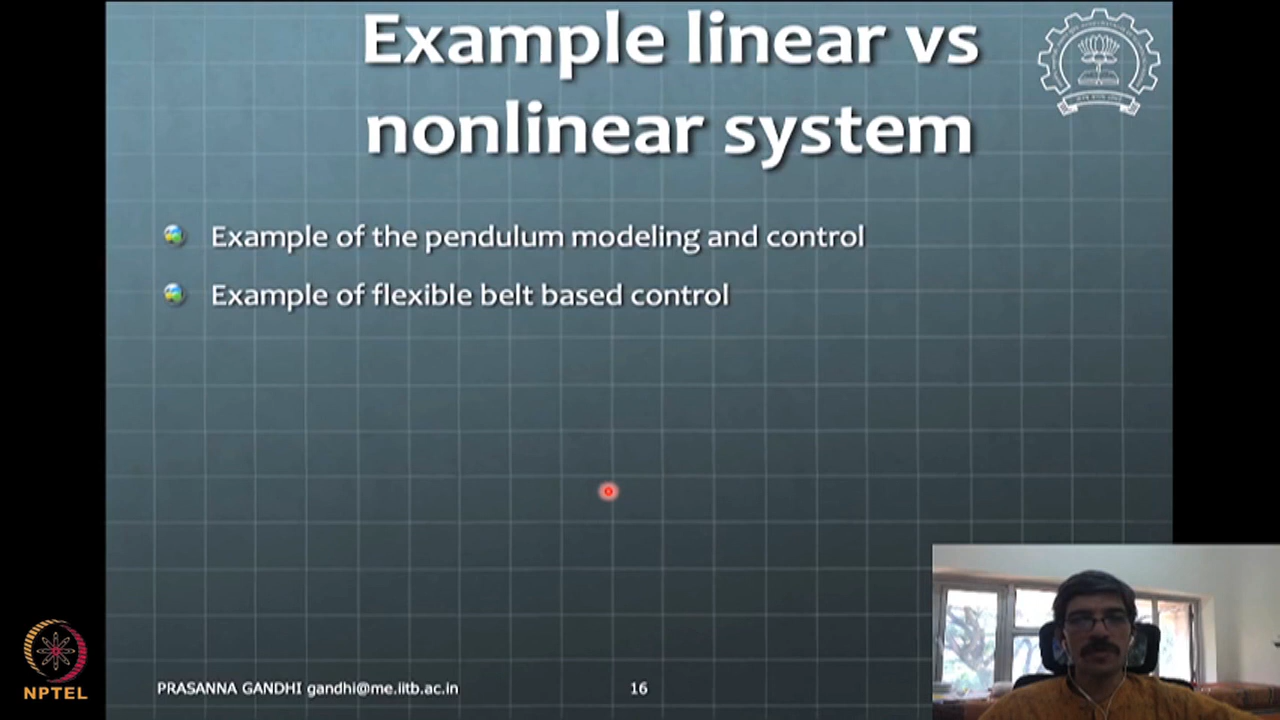 Example linear vs
nonlinear system
Example of the pendulum modeling and control
Example of flexible belt based control
PRASANNA GANDHI gandhi@me.iitb.ac.in
16
NPTEL